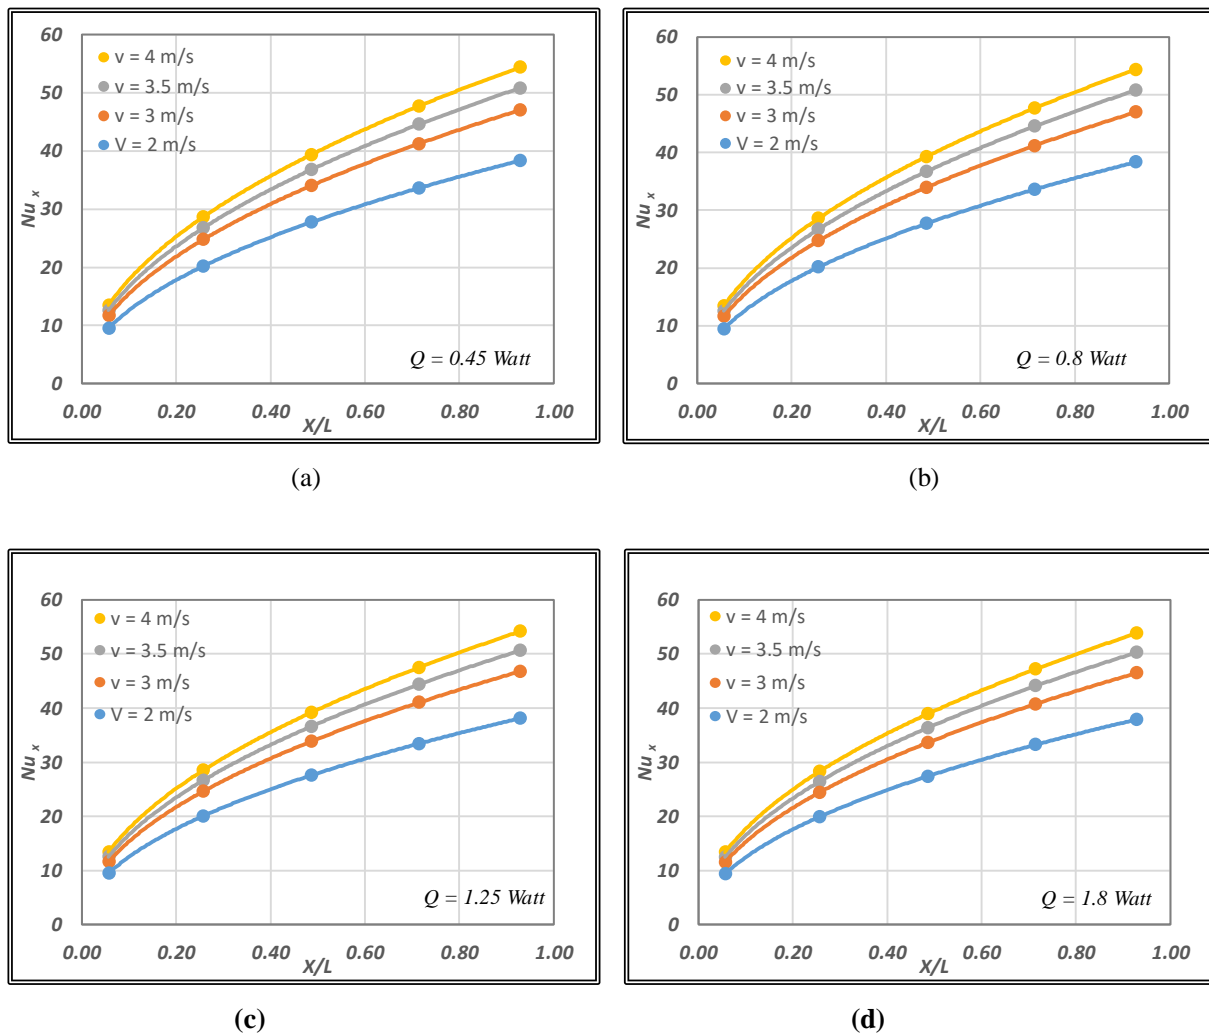 60
50
40
30
20
10
0
Nu x
v = 4 m/s
v = 3.5 m/s
v = 3 m/s
V = 2 m/s
Q = 0.45 Watt
0.00 0.20 0.40 0.60 0.80 1.00
X/L
(a)
60
50
40
30
20
10
0
Nu x
v = 4 m/s
v = 3.5 m/s
v = 3 m/s
V = 2 m/s
Q = 0.8 Watt
0.00 0.20 0.40 0.60 0.80 1.00
X/L
(b)
60
50
40
30
20
10
0
Nu x
v = 4 m/s
v = 3.5 m/s
v = 3 m/s
V = 2 m/s
Q = 1.25 Watt
0.00 0.20 0.40 0.60 0.80 1.00
X/L
(c)
60
50
40
30
20
10
0
Nu x
v = 4 m/s
v = 3.5 m/s
v = 3 m/s
V = 2 m/s
Q = 1.8 Watt
0.00 0.20 0.40 0.60 0.80 1.00
X/L
(d)